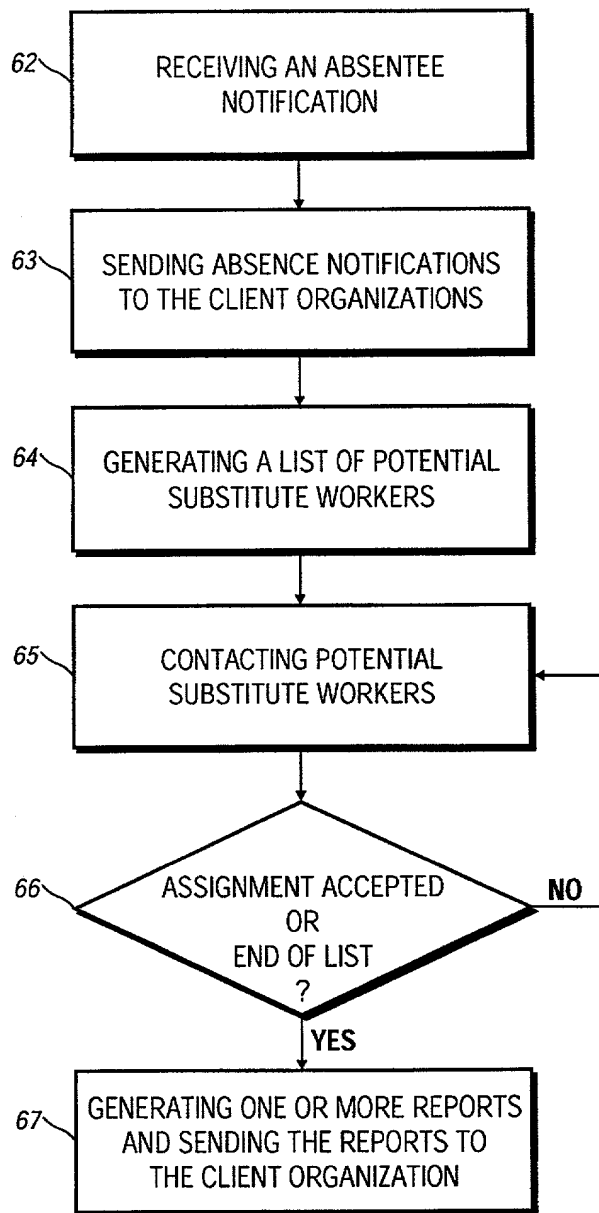 62
RECEIVING AN ABSENTEE
NOTIFICATION
63
SENDING ABSENCE NOTIFICATIONS
TO THE CLIENT ORGANIZATIONS
64
GENERATING A LIST OF POTENTIAL
SUBSTITUTE WORKERS
65
CONTACTING POTENTIAL
SUBSTITUTE WORKERS
66
ASSIGNMENT ACCEPTED
OR
END OF LIST
?
NO
YES
67
GENERATING ONE OR MORE REPORTS
AND SENDING THE REPORTS TO
THE CLIENT ORGANIZATION